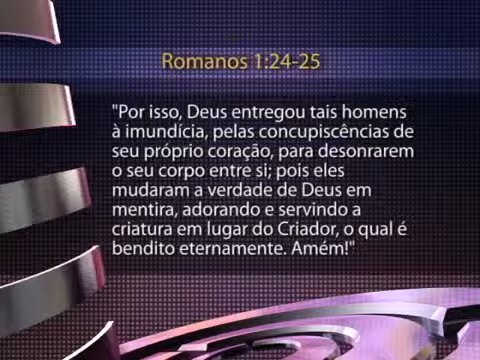 Romanos 1:24-25
"Por isso, Deus entregou tais homens
à imundícia, pelas concupiscências de
seu próprio coração, para desonrarem
o seu corpo entre si; pois eles
mudaram a verdade de Deus em
mentira, adorando e servindo a
criatura em lugar do Criador, o qual é
bendito eternamente. Amém!"